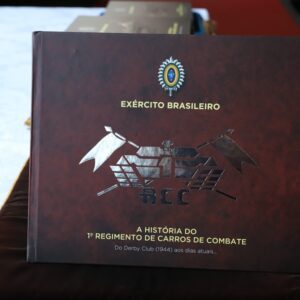 EXÉRCITO BRASILEIRO
RCC
A HISTÓRIA DO
1º REGIMENTO DE CARROS DE COMBATE
Do Derby Club (1944) aos dias atuais...